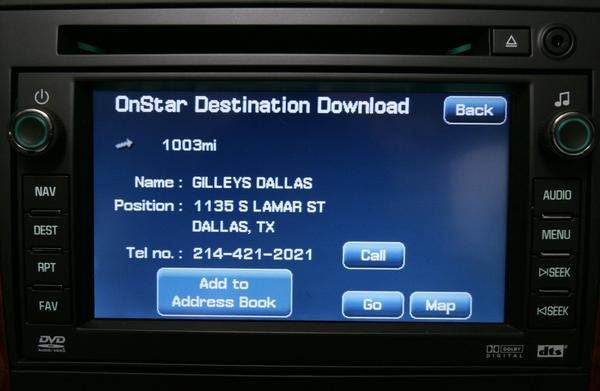 OnStar Destination Download
Back
1003mi
Name : GILLEYS DALLAS
Position : 1135 S LAMAR ST
DALLAS, TX
Tel no. : 214-421-2021
Call
Add to
Address Book
Go
Map
NAV
DEST
RPT
FAV
AUDIO
MENU
SEEK
SEEK
DVD
AUDIO/VIDEO
DOLBY
DIGITAL
dts